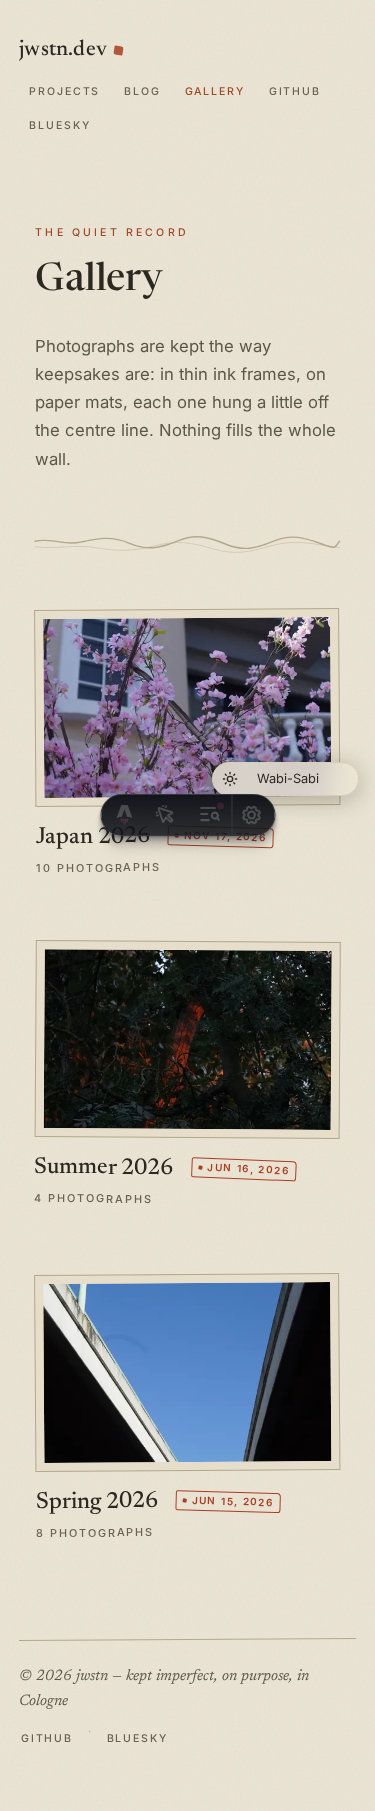 jwstn.dev
PROJECTS BLOG GALLERY GITHUB
BLUESKY
THE QUIET RECORD
Gallery
Photographs are kept the way
keepsakes are: in thin ink frames, on
paper mats, each one hung a little off
the centre line. Nothing fills the whole
wall.
Wabi-Sabi
Japan 2026 NOV 17, 2026
10 PHOTOGRAPHS
Summer 2026 JUN 16, 2026
4 PHOTOGRAPHS
Spring 2026 JUN 15, 2026
8 PHOTOGRAPHS
© 2026 jwstn – kept imperfect, on purpose, in
Cologne
GITHUB · BLUESKY